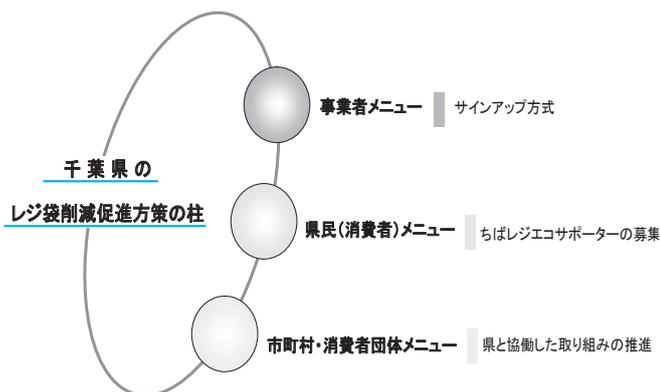 千葉県の
レジ袋削減促進方策の柱
事業者メニュー サインアップ方式
県民(消費者)メニュー ちばレジエコサポーターの募集
市町村・消費者団体メニュー 県と協働した取り組みの推進